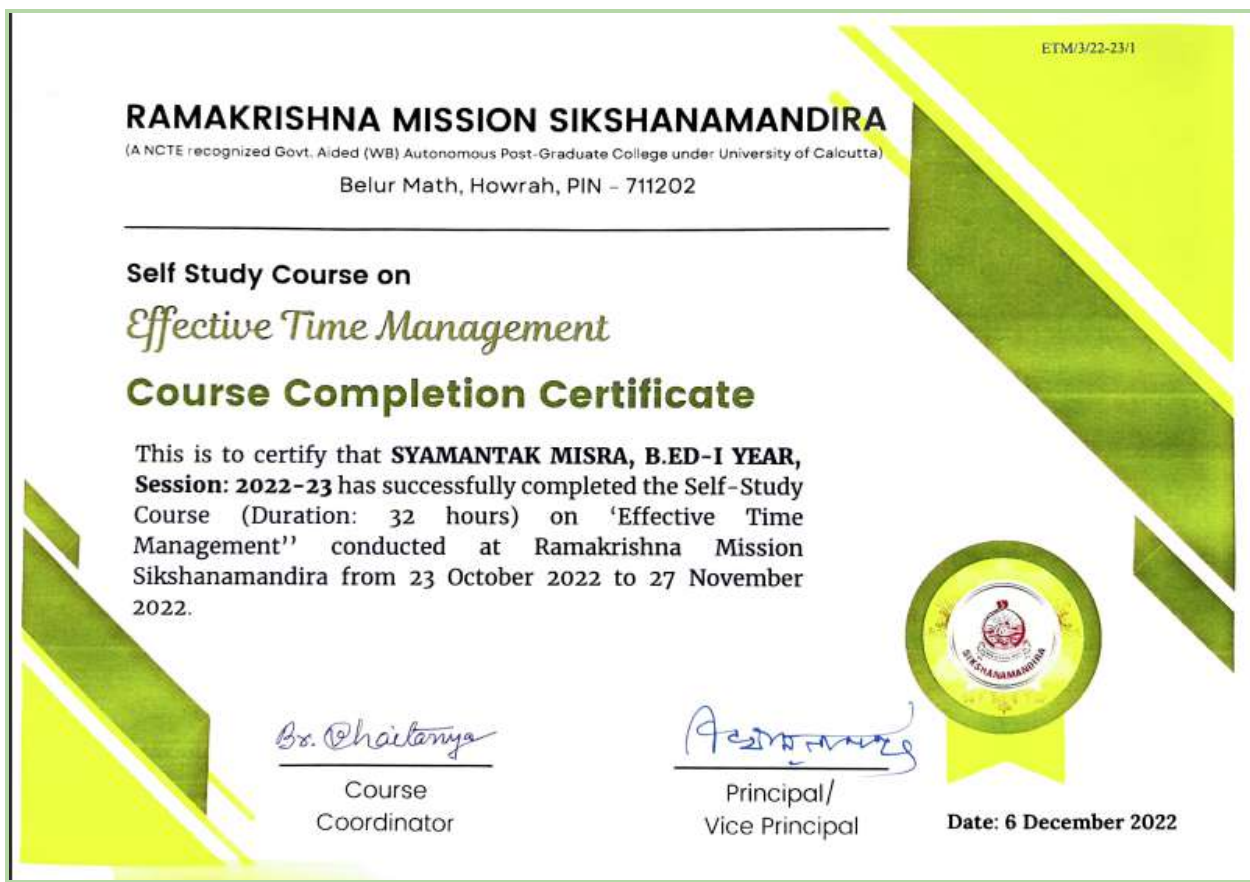 ETM/3/22-23/1
RAMAKRISHNA MISSION SIKSHANAMANDIRA
(A NCTE recognized Govt. Aided (WB) Autonomous Post-Graduate College under University of Calcutta)
Belur Math, Howrah, PIN - 711202
Self Study Course on
Effective Time Management
Course Completion Certificate
This is to certify that SYAMANTAK MISRA, B.ED-I YEAR,
Session: 2022-23 has successfully completed the Self-Study
Course (Duration: 32 hours) on ‘Effective Time
Management’’ conducted at Ramakrishna Mission
Sikshanamandira from 23 October 2022 to 27 November
2022.
SIKSHANAMANDIRA
Br. Chaitanya
Course
Coordinator
Principal/
Vice Principal
Date: 6 December 2022